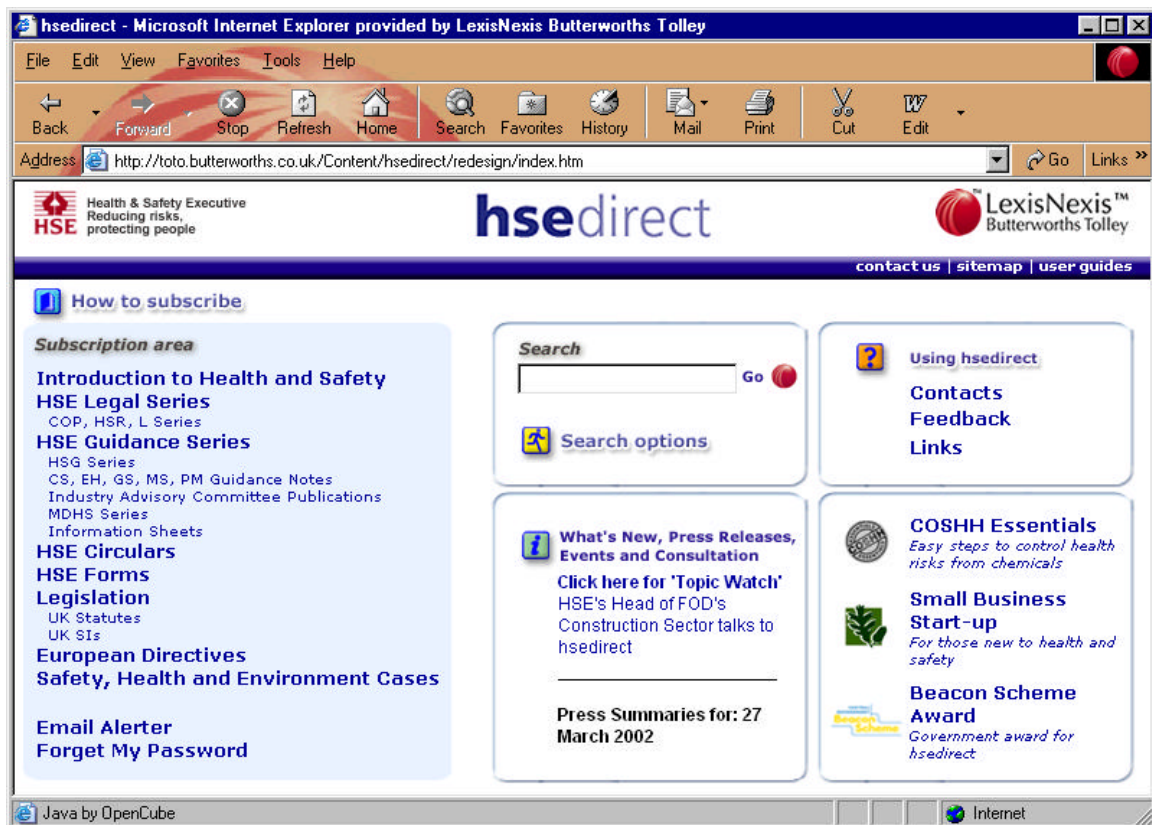 hsedirect - Microsoft Internet Explorer provided by LexisNexis Butterworths Tolley
File Edit View Favorites Tools Help
Back Forward Stop Refresh Home Search Favorites History Mail Print Cut Edit
Address http://toto.butterworths.co.uk/Content/hsedirect/redesign/index.htm Go Links »
HSE
Health & Safety Executive
Reducing risks,
protecting people
hsedirect
LexisNexis™
Butterworths Tolley
contact us | sitemap | user guides
How to subscribe
Subscription area
Introduction to Health and Safety
HSE Legal Series
COP, HSR, L Series
HSE Guidance Series
HSG Series
CS, EH, GS, MS, PM Guidance Notes
Industry Advisory Committee Publications
MDHS Series
Information Sheets
HSE Circulars
HSE Forms
Legislation
UK Statutes
UK SIs
European Directives
Safety, Health and Environment Cases
Email Alerter
Forget My Password
Search
Go
Search options
What's New, Press Releases,
Events and Consultation
Click here for 'Topic Watch'
HSE's Head of FOD's
Construction Sector talks to
hsedirect
Press Summaries for: 27
March 2002
Using hsedirect
Contacts
Feedback
Links
COSHH
COSHH Essentials
Easy steps to control health
risks from chemicals
Small Business
Start-up
For those new to health and
safety
Beacon
Scheme
Beacon Scheme
Award
Government award for
hsedirect
Java by OpenCube
Internet